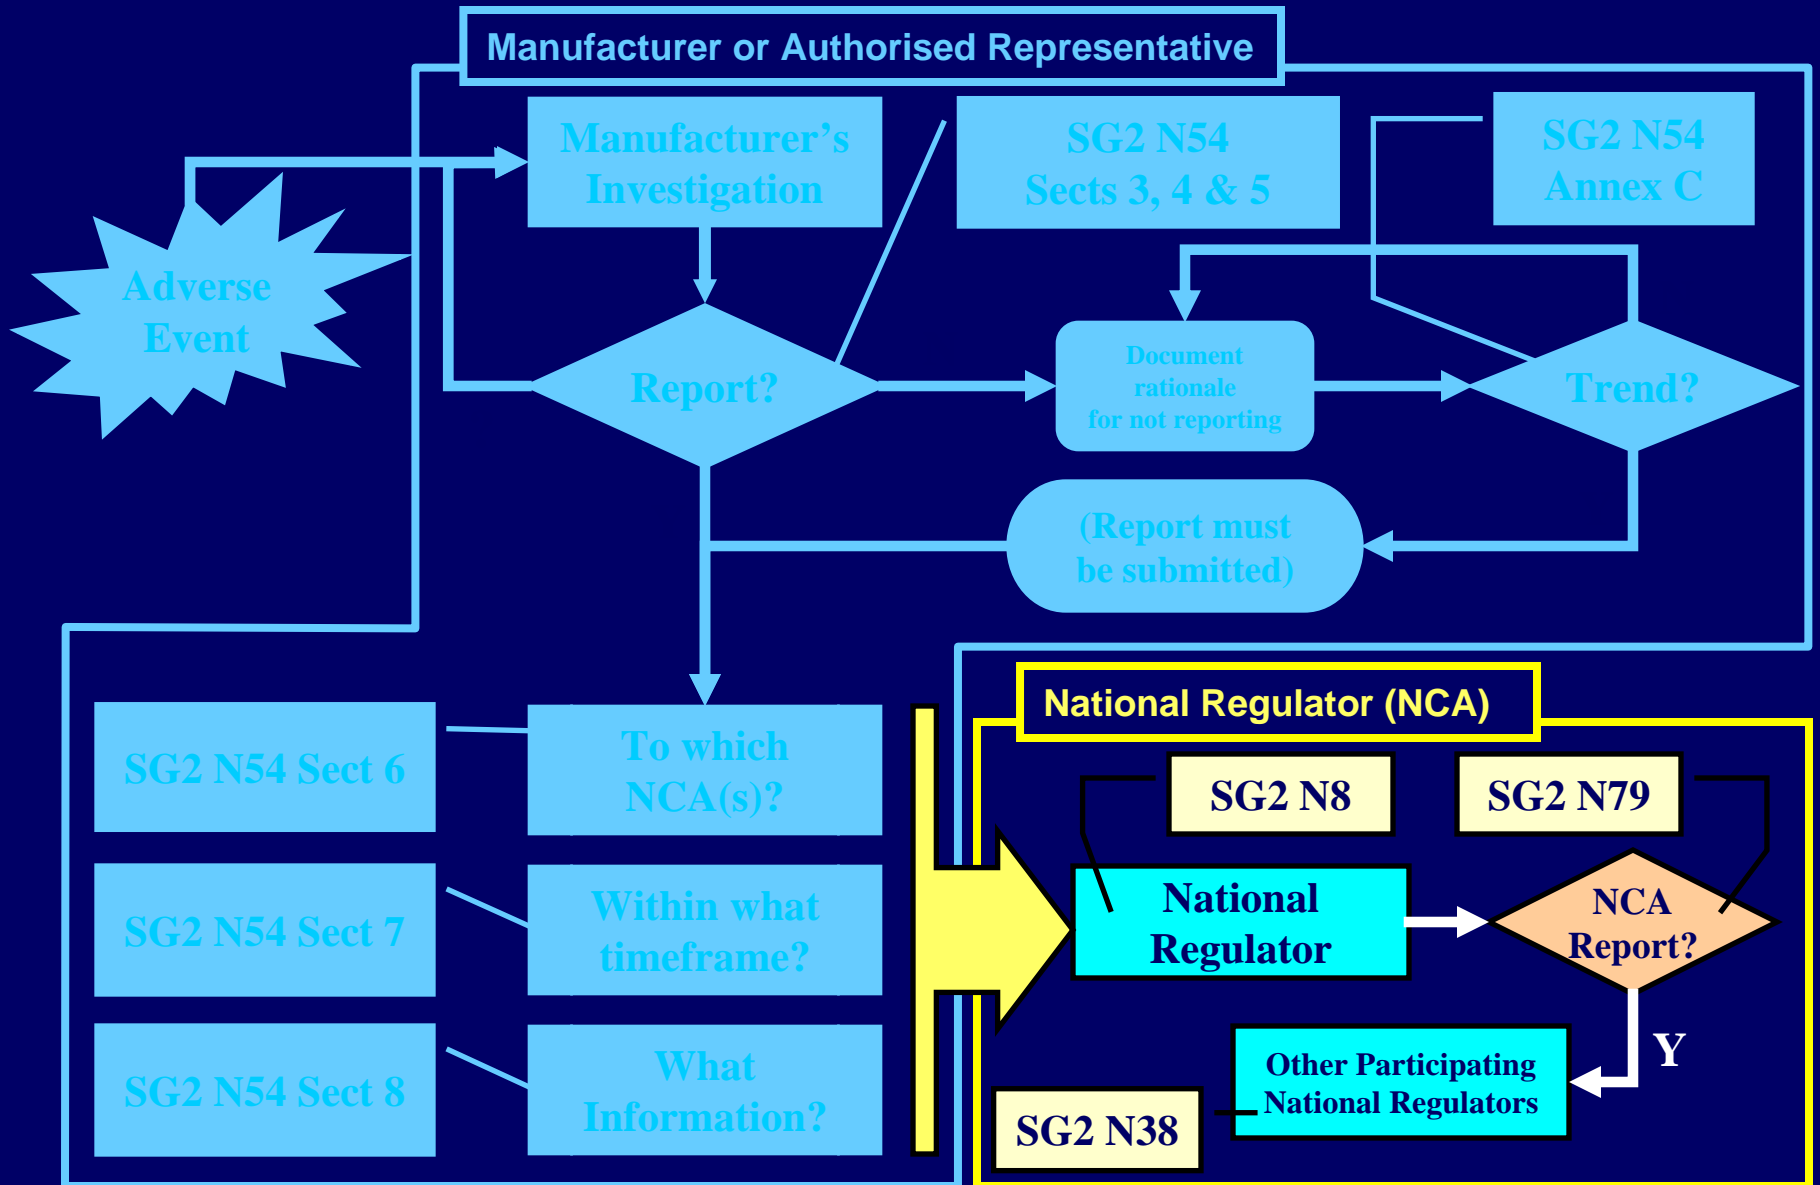 Manufacturer or Authorised Representative
Manufacturer's
Investigation
SG2 N54
Sects 3, 4 & 5
SG2 N54
Annex C
Adverse
Event
Report?
Document
rationale
for not reporting
Trend?
(Report must
be submitted)
SG2 N54 Sect 6
To which
NCA(s)?
SG2 N54 Sect 7
Within what
timeframe?
SG2 N54 Sect 8
What
Information?
National Regulator (NCA)
SG2 N8
SG2 N79
National
Regulator
NCA
Report?
Y
Other Participating
National Regulators
SG2 N38